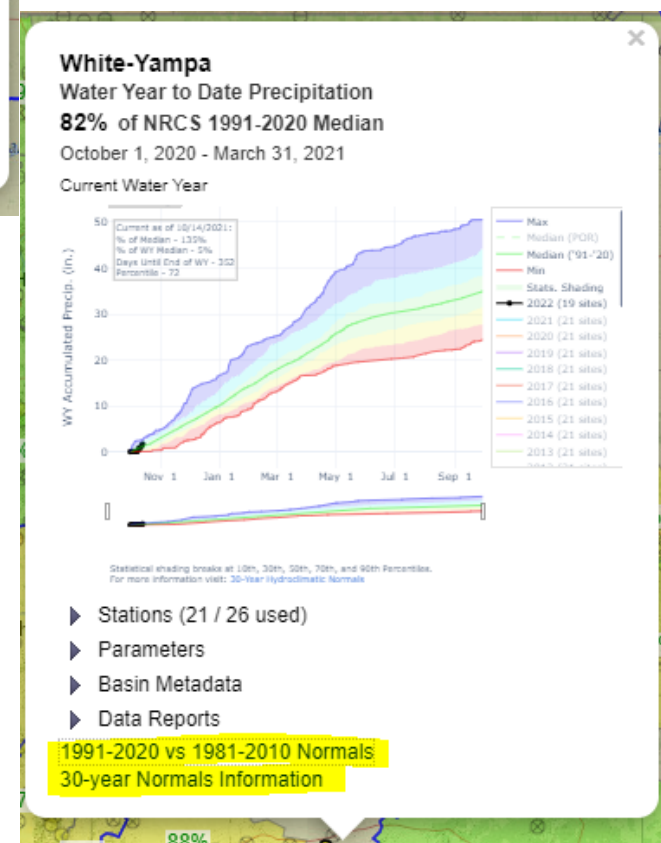 White-Yampa
Water Year to Date Precipitation
82% of NRCS 1991-2020 Median
October 1, 2020 - March 31, 2021
Current Water Year
Current as of 10/14/2021:
% of Median - 135%
% of WY Median - 5%
Days Until End of WY - 352
Percentile - 72
WY Accumulated Precip. (in.)
50
40
30
20
10
0
Nov 1 Jan 1 Mar 1 May 1 Jul 1 Sep 1
Max
Median (POR)
Median ('91-'20)
Min
Stats. Shading
2022 (19 sites)
2021 (21 sites)
2020 (21 sites)
2019 (21 sites)
2018 (21 sites)
2017 (21 sites)
2016 (21 sites)
2015 (21 sites)
2014 (21 sites)
2013 (21 sites)
Statistical shading breaks at 10th, 30th, 50th, 70th, and 90th Percentiles.
For more information visit: 30-Year Hydroclimatic Normals
Stations (21 / 26 used)
Parameters
Basin Metadata
Data Reports
1991-2020 vs 1981-2010 Normals
30-year Normals Information
88%